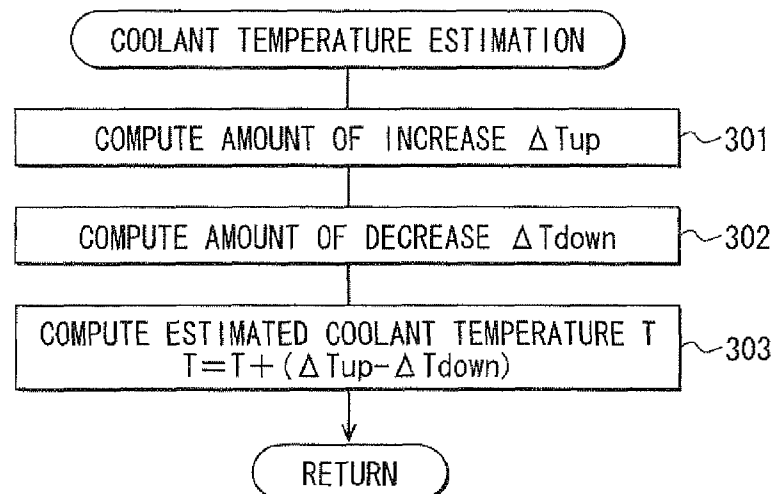 COOLANT TEMPERATURE ESTIMATION
COMPUTE AMOUNT OF INCREASE ΔTup
301
COMPUTE AMOUNT OF DECREASE ΔTdown
302
COMPUTE ESTIMATED COOLANT TEMPERATURE T
T=T+(ΔTup-ΔTdown)
303
RETURN